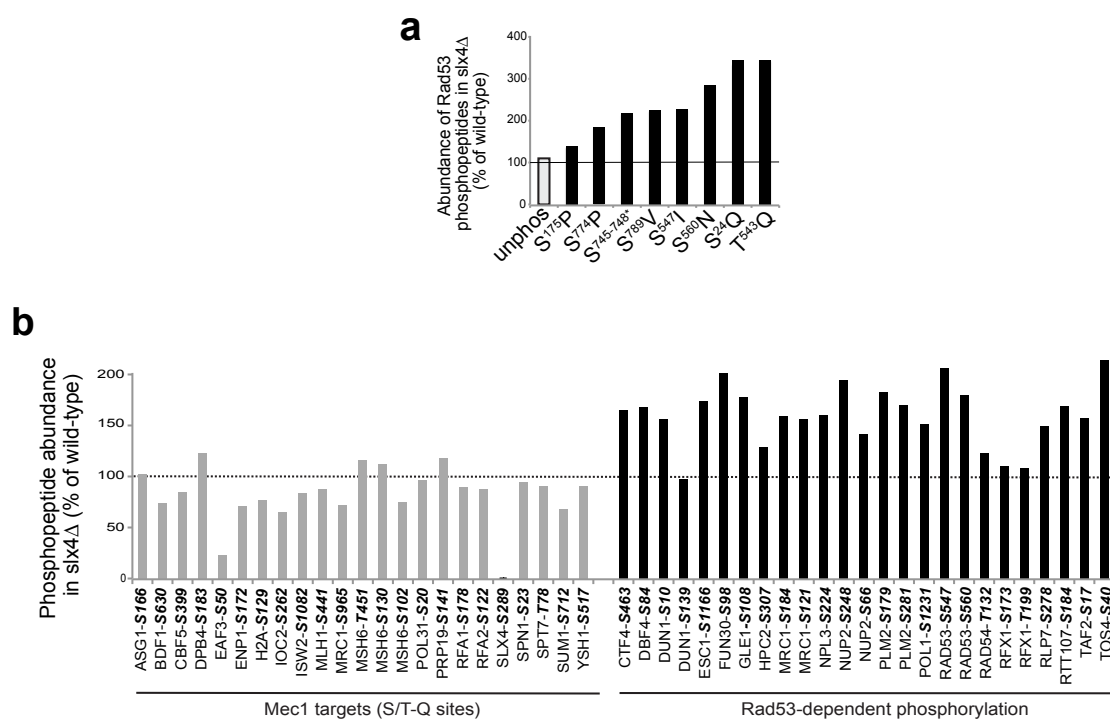 a
Abundance of Rad53
phosphopeptides in slx4Δ
(% of wild-type)
400
300
200
100
0
unphos
S175P
S774P
S745-748*
S789V
S547I
S560N
S24Q
T543Q
b
Phosphopeptide abundance
in slx4Δ (% of wild-type)
200
150
100
50
0
ASG1-S166
BDF1-S630
CBF5-S399
DPB4-S183
EAF3-S50
ENP1-S172
H2A-S129
IOC2-S262
ISW2-S1082
MLH1-S441
MRC1-S965
MSH6-T451
MSH6-S130
MSH6-S102
POL31-S20
PRP19-S141
RFA1-S178
RFA2-S122
SLX4-S289
SPN1-S23
SPT7-T78
SUM1-S712
YSH1-S517
CTF4-S463
DBF4-S84
DUN1-S10
DUN1-S139
ESC1-S1166
FUN30-S98
GLE1-S108
HPC2-S307
MRC1-S184
MRC1-S121
NPL3-S224
NUP2-S248
NUP2-S66
PLM2-S179
PLM2-S281
POL1-S1231
RAD53-S547
RAD53-S560
RAD54-T132
RFX1-S173
RFX1-T199
RLP7-S278
RTT107-S184
TAF2-S17
TOS4-S40
Mec1 targets (S/T-Q sites)
Rad53-dependent phosphorylation